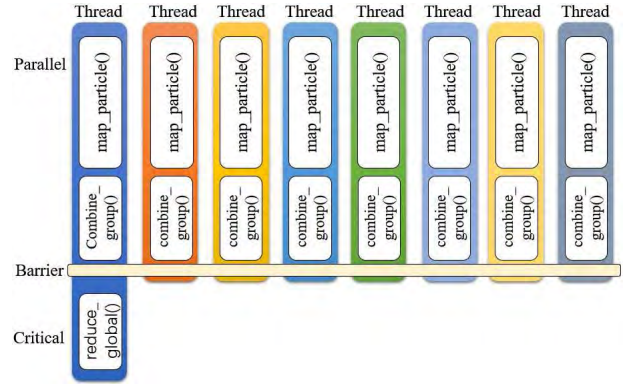 Thread Thread Thread Thread Thread Thread Thread Thread
Parallel
map_particle() map_particle() map_particle() map_particle() map_particle() map_particle() map_particle() map_particle()
Combine_ combine_ combine_ combine_ combine_ combine_ combine_ combine_
group() group() group() group() group() group() group() group()
Barrier
Critical
reduce_
global()